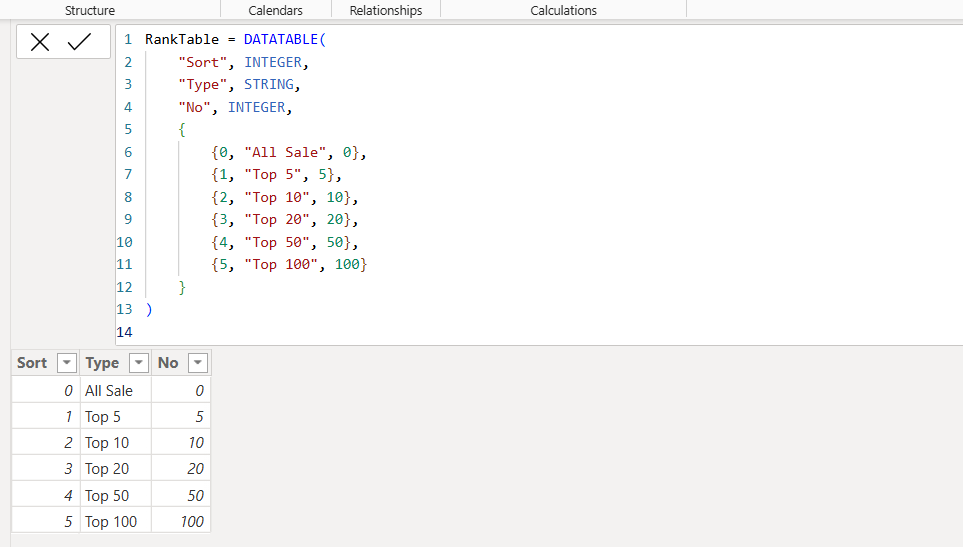 Structure Calendars Relationships Calculations
1 RankTable = DATATABLE(
2 "Sort", INTEGER,
3 "Type", STRING,
4 "No", INTEGER,
5 {
6 {0, "All Sale", 0},
7 {1, "Top 5", 5},
8 {2, "Top 10", 10},
9 {3, "Top 20", 20},
10 {4, "Top 50", 50},
11 {5, "Top 100", 100}
12 }
13 )
14
Sort Type No
0 All Sale 0
1 Top 5 5
2 Top 10 10
3 Top 20 20
4 Top 50 50
5 Top 100 100